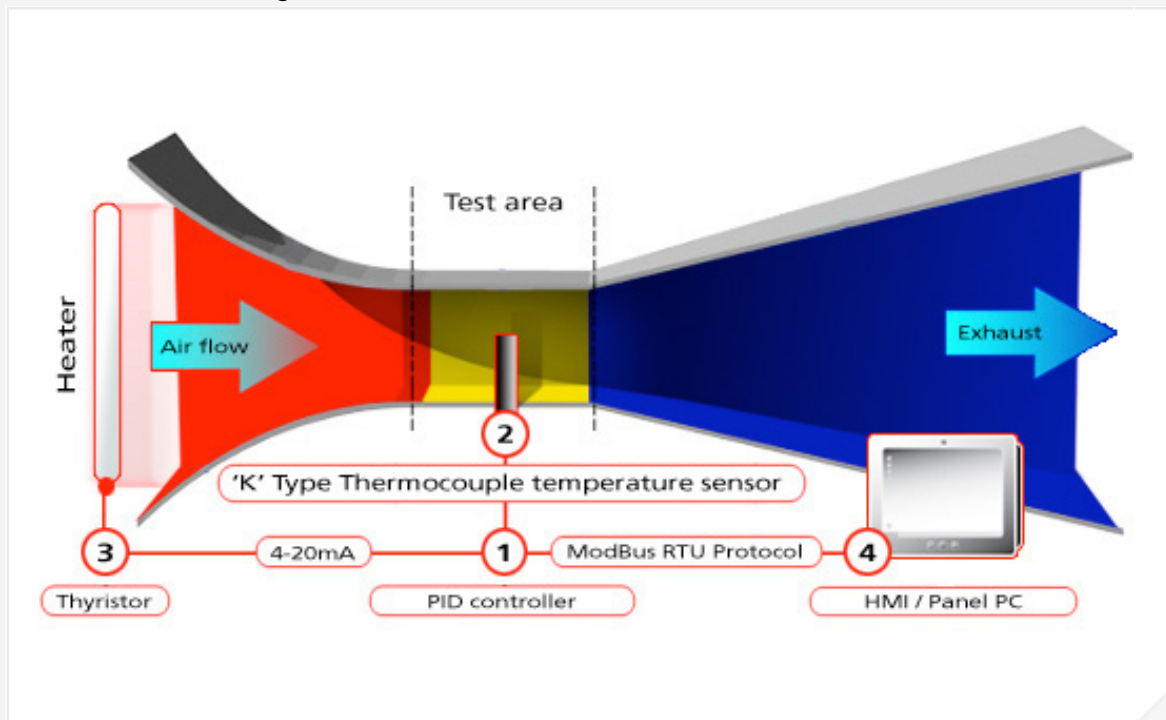 Test area
Heater
Air flow
Exhaust
2
'K' Type Thermocouple temperature sensor
3
4-20mA
1
ModBus RTU Protocol
4
Thyristor
PID controller
HMI / Panel PC